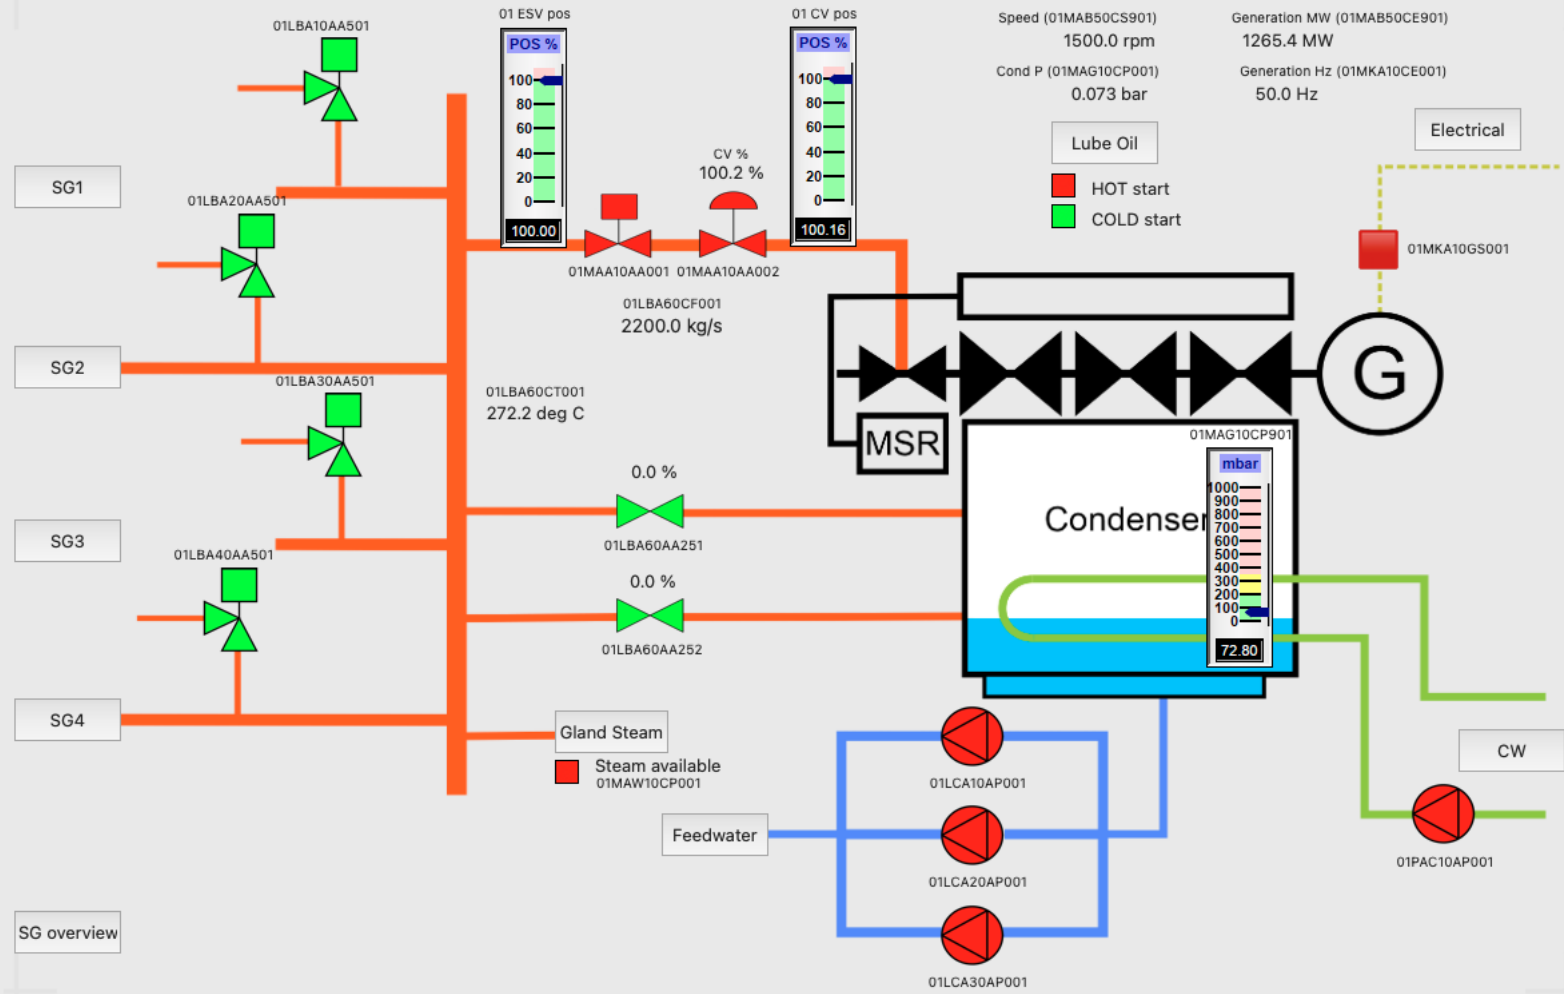 01LBA10AA501
01 ESV pos
01 CV pos
Speed (01MAB50CS901)
Generation MW (01MAB50CE901)
1500.0 rpm
1265.4 MW
Cond P (01MAG10CP001)
Generation Hz (01MKA10CE001)
0.073 bar
50.0 Hz
POS %
100
80
60
40
20
0
100.00
POS %
100
80
60
40
20
0
100.16
Lube Oil
Electrical
HOT start
COLD start
CV %
100.2 %
SG1
01LBA20AA501
01MAA10AA001
01MAA10AA002
01MKA10GS001
01LBA60CF001
2200.0 kg/s
SG2
01LBA30AA501
01LBA60CT001
272.2 deg C
G
MSR
01MAG10CP901
mbar
1000
900
800
700
600
500
400
300
200
100
0
72.80
Condenser
0.0 %
01LBA60AA251
SG3
01LBA40AA501
0.0 %
01LBA60AA252
SG4
Gland Steam
Steam available
01MAW10CP001
CW
01LCA10AP001
Feedwater
01PAC10AP001
01LCA20AP001
SG overview
01LCA30AP001